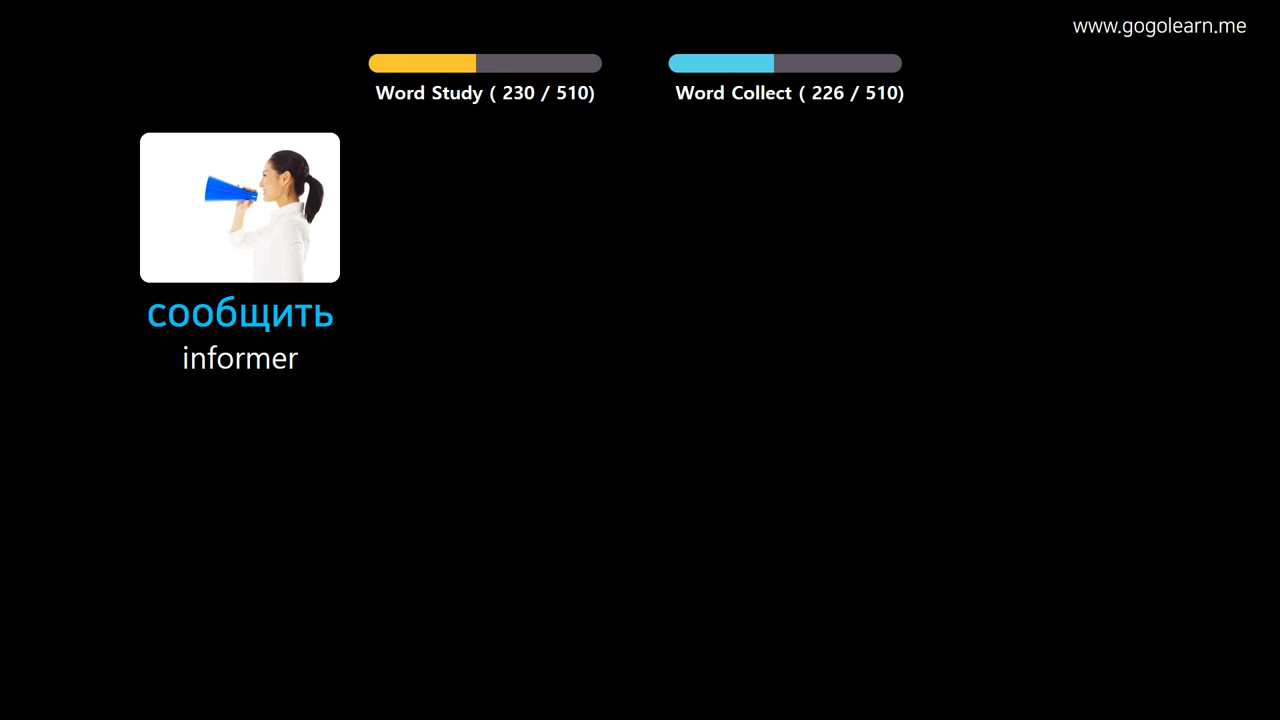 www.gogolearn.me
Word Study ( 230 / 510)
Word Collect ( 226 / 510)
сообщить
informer